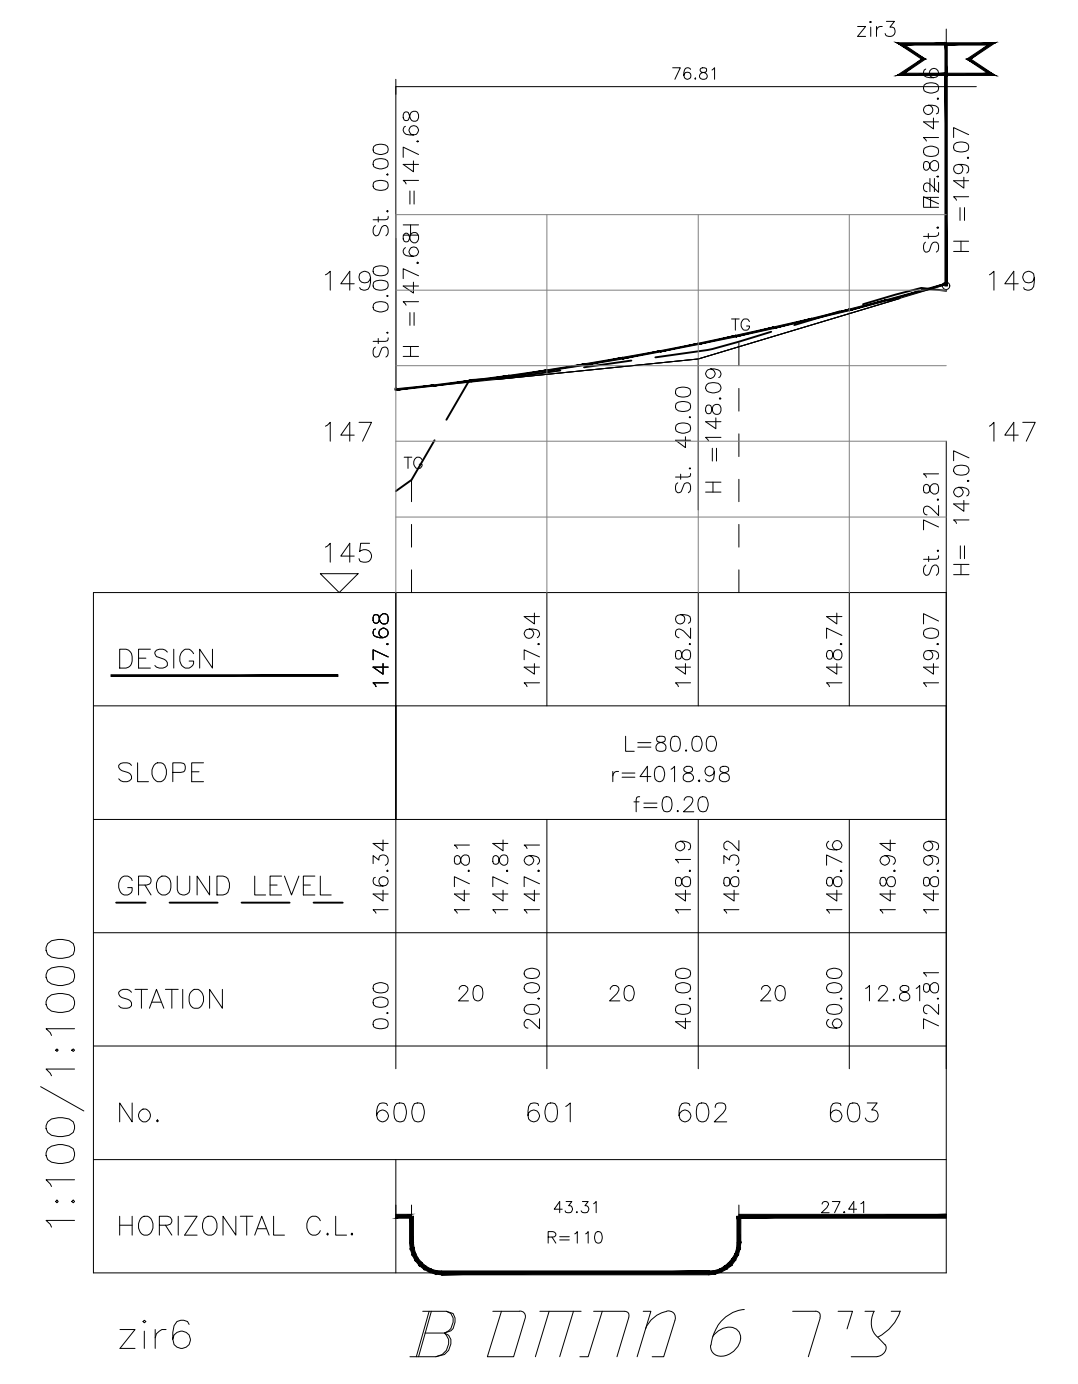 zir3
76.81
St. 0.00
H =147.68
St. 0.00
H =147.68
St. 72.80
H =149.07
149
149
TG
St. 40.00
H =148.09
147
147
TG
St. 72.81
H= 149.07
145
DESIGN
147.68
147.94
148.29
148.74
149.07
SLOPE
L=80.00
r=4018.98
f=0.20
GROUND LEVEL
146.34
147.81
147.84
147.91
148.19
148.32
148.76
148.94
148.99
STATION
0.00
20
20.00
20
40.00
20
60.00
12.81
72.81
No.
600
601
602
603
HORIZONTAL C.L.
43.31
R=110
27.41
1:100/1:1000
zir6
ציר 6 מתחם B